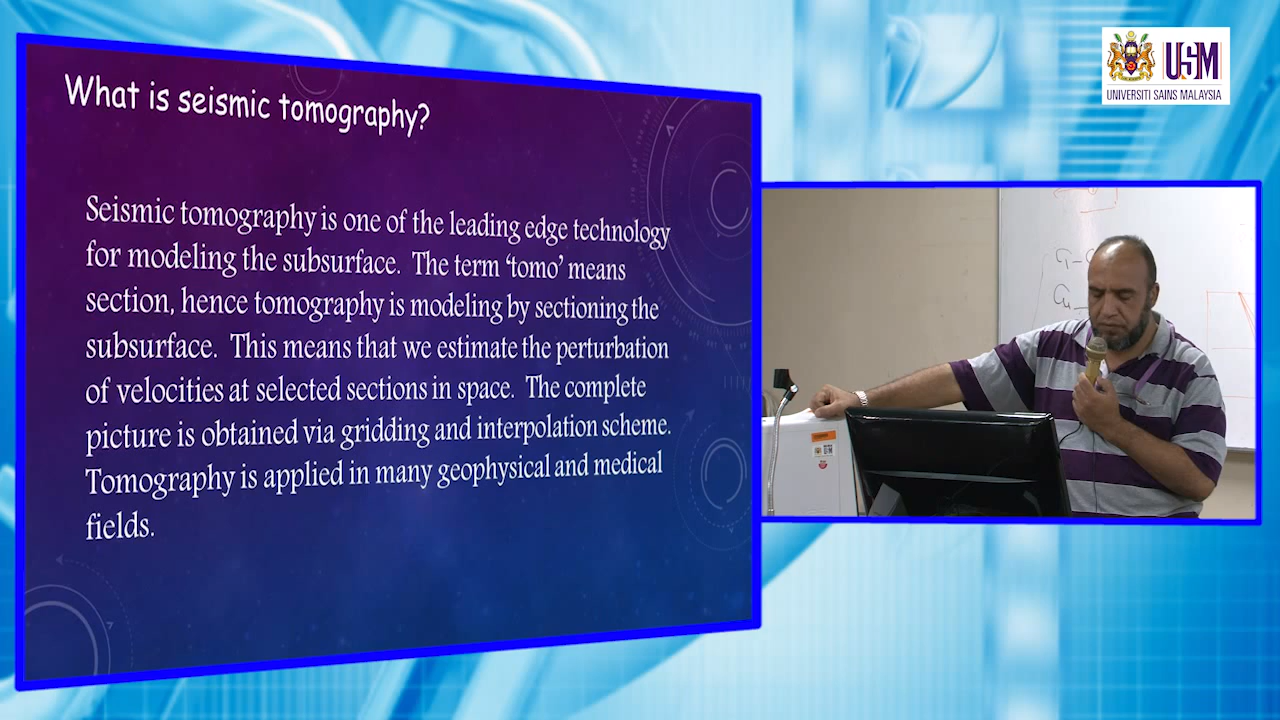 What is seismic tomography?
Seismic tomography is one of the leading edge technology
for modeling the subsurface. The term ‘tomo’ means
section, hence tomography is modeling by sectioning the
subsurface. This means that we estimate the perturbation
of velocities at selected sections in space. The complete
picture is obtained via gridding and interpolation scheme.
Tomography is applied in many geophysical and medical
fields.
USM
UNIVERSITI SAINS MALAYSIA